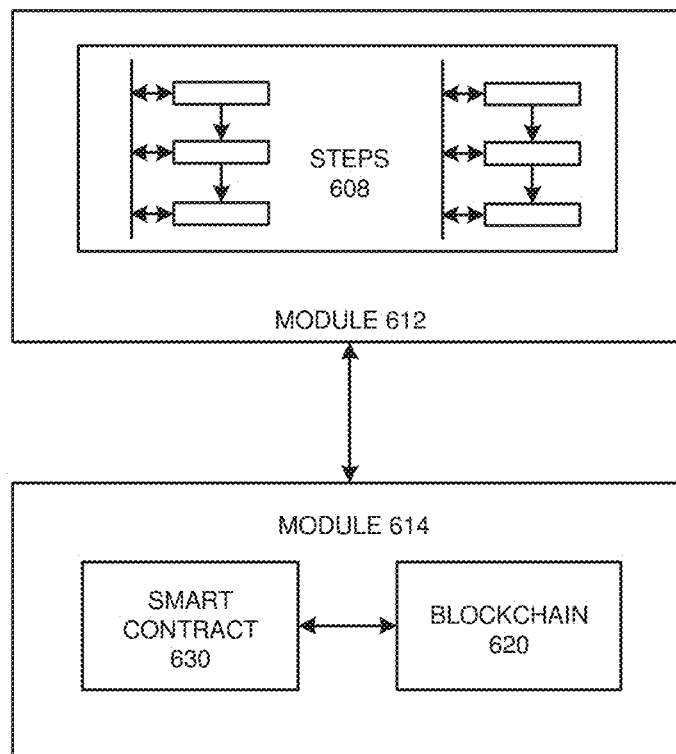 STEPS
608
MODULE 612
MODULE 614
SMART
CONTRACT
630
BLOCKCHAIN
620